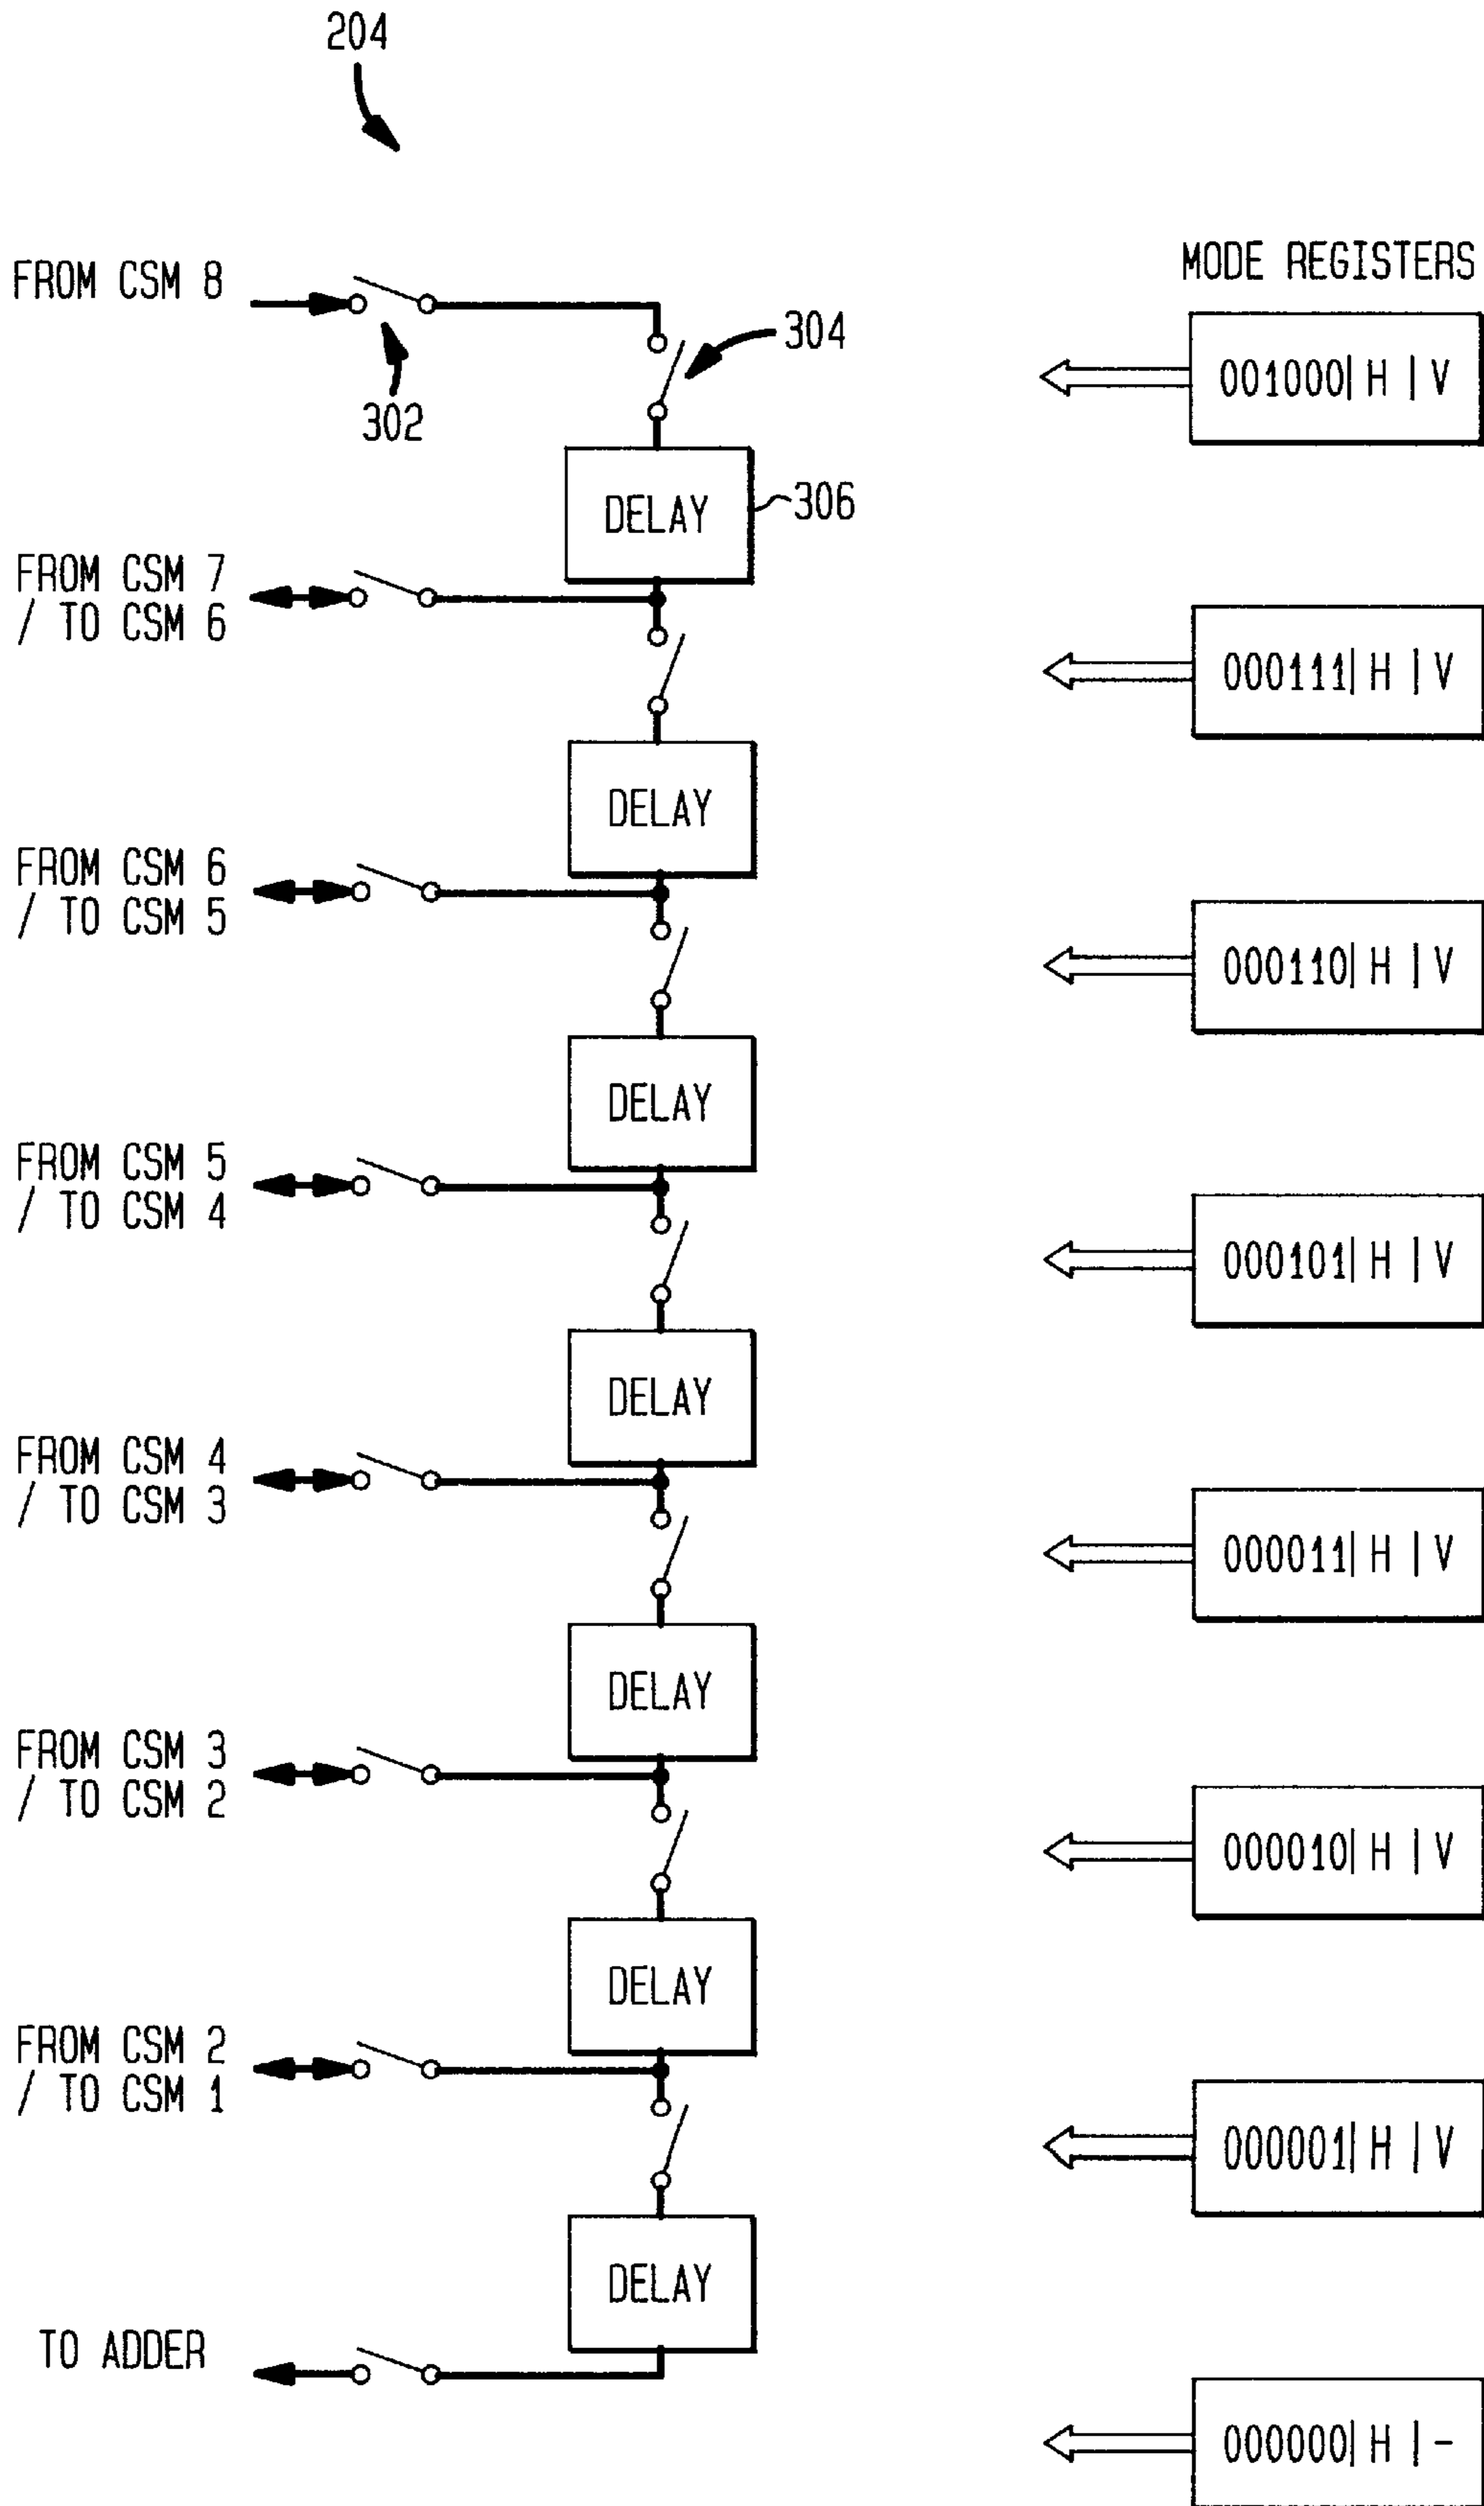 204
FROM CSM 8
MODE REGISTERS
304
001000| H | V
302
DELAY
306
FROM CSM 7
/ TO CSM 6
000111| H | V
DELAY
FROM CSM 6
/ TO CSM 5
000110| H | V
DELAY
FROM CSM 5
/ TO CSM 4
000101| H | V
DELAY
FROM CSM 4
/ TO CSM 3
000011| H | V
DELAY
FROM CSM 3
/ TO CSM 2
000010| H | V
DELAY
FROM CSM 2
/ TO CSM 1
000001| H | V
DELAY
TO ADDER
000000| H | -